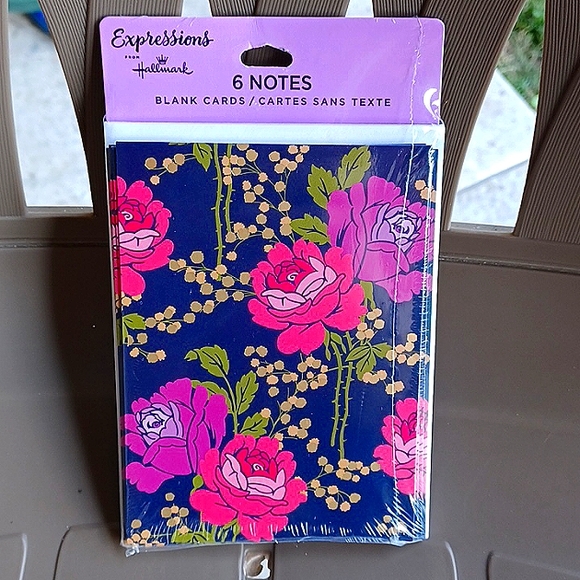 Expressions
FROM
Hallmark
6 NOTES
BLANK CARDS / CARTES SANS TEXTE